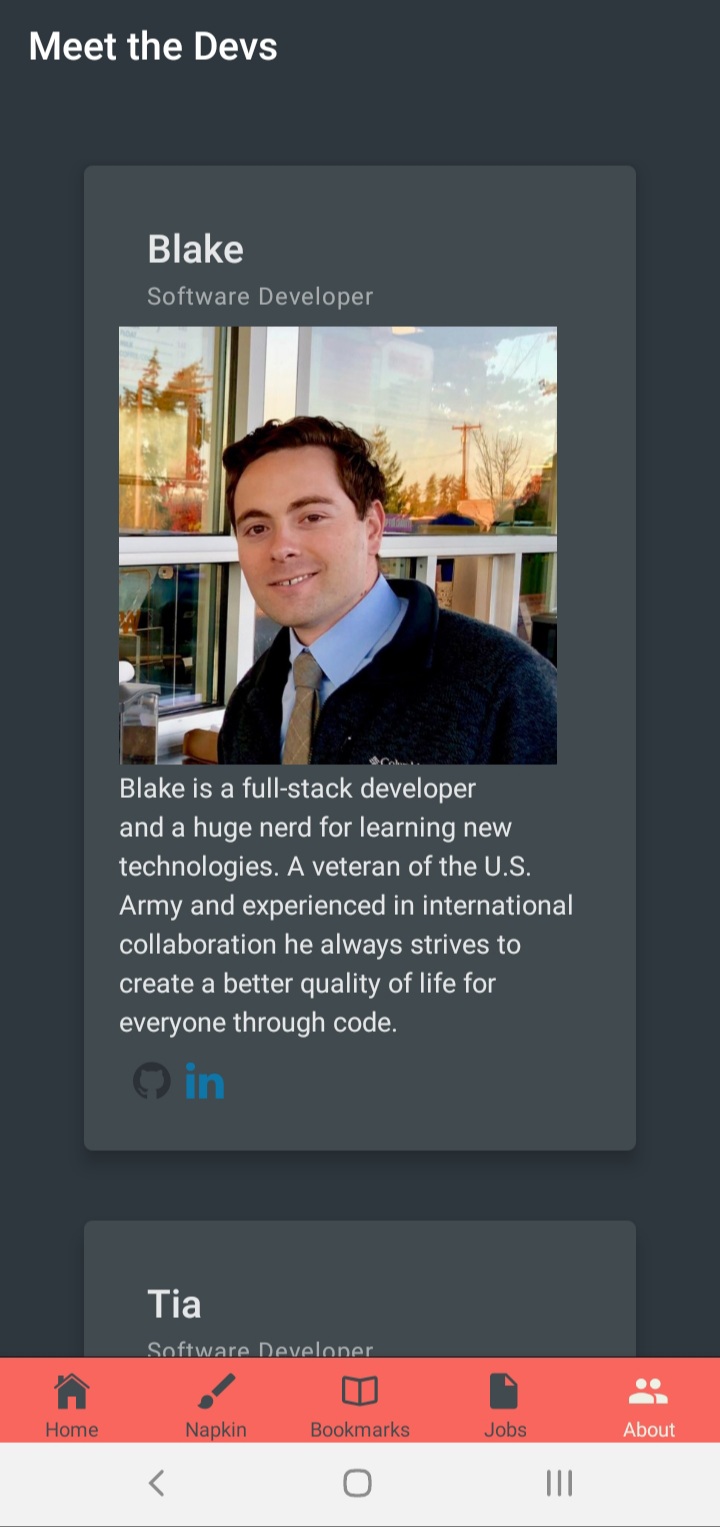 Meet the Devs
Blake
Software Developer
Blake is a full-stack developer
and a huge nerd for learning new
technologies. A veteran of the U.S.
Army and experienced in international
collaboration he always strives to
create a better quality of life for
everyone through code.
in
Tia
Software Developer
Home Napkin Bookmarks Jobs About